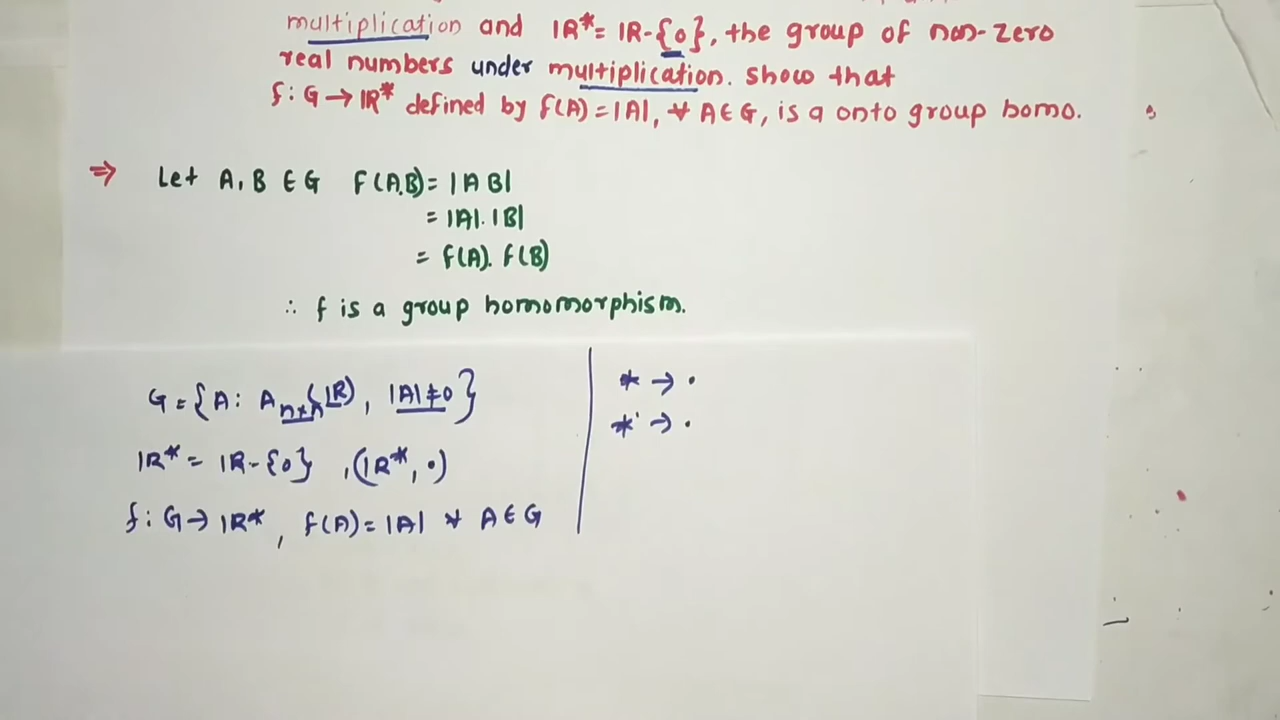 multiplication and IR* = IR-{0}, the group of non-zero
real numbers under multiplication. show that
f: G → IR* defined by f(A) = |A|, ∀ A ∈ G, is a onto group homo.
⇒ Let A, B ∈ G f(A.B) = |A B|
= |A|. |B|
= f(A). f(B)
∴ f is a group homomorphism.
G = {A: A n×n (IR), |A| ≠ 0}
IR* = IR-{0} , (IR*, •)
f: G → IR* , f(A) = |A| ∀ A ∈ G
* → •
*' → •